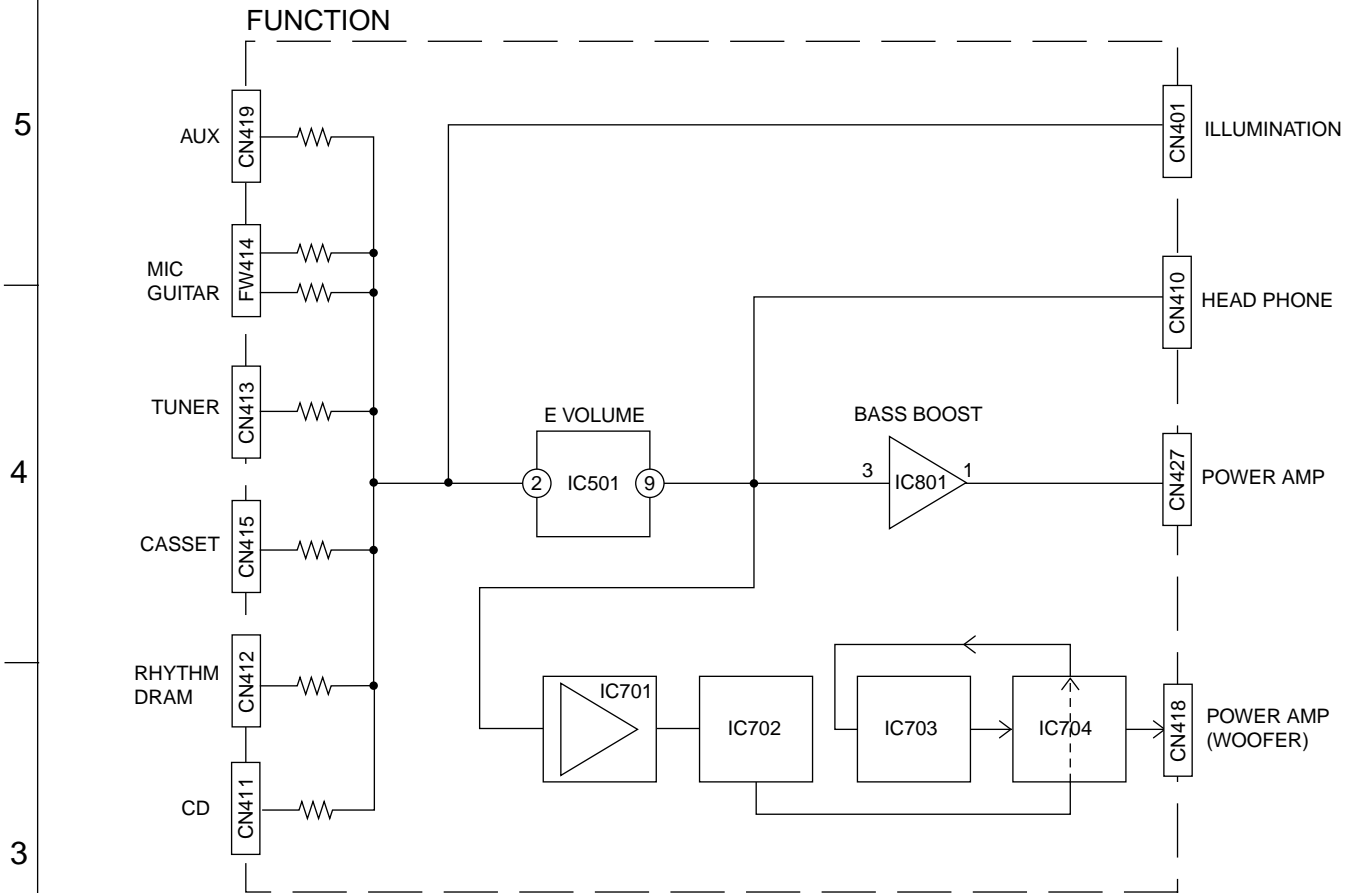 FUNCTION
5
AUX
CN419
CN401
ILLUMINATION
MIC
GUITAR
FW414
CN410
HEAD PHONE
TUNER
CN413
E VOLUME
BASS BOOST
4
2
IC501
9
3
IC801
1
CN427
POWER AMP
CASSET
CN415
RHYTHM
DRAM
CN412
IC701
IC702
IC703
IC704
CN418
POWER AMP
(WOOFER)
CD
CN411
3